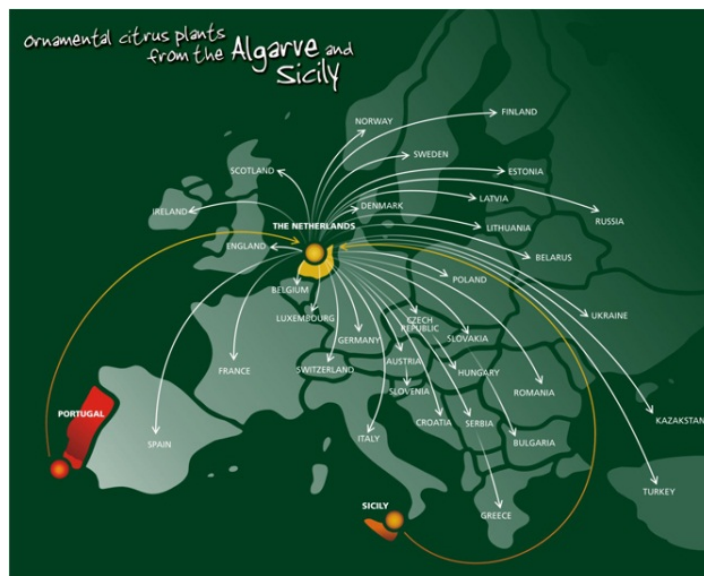 Ornamental citrus plants
from the Algarve and
Sicily
NORWAY
FINLAND
SWEDEN
SCOTLAND
ESTONIA
LATVIA
DENMARK
IRELAND
RUSSIA
THE NETHERLANDS
LITHUANIA
ENGLAND
BELARUS
POLAND
BELGIUM
LUXEMBOURG
UKRAINE
CZECH
REPUBLIC
GERMANY
SLOVAKIA
AUSTRIA
FRANCE
SWITZERLAND
HUNGARY
SLOVENIA
ROMANIA
PORTUGAL
CROATIA
SERBIA
KAZAKSTAN
SPAIN
ITALY
BULGARIA
TURKEY
SICILY
GREECE